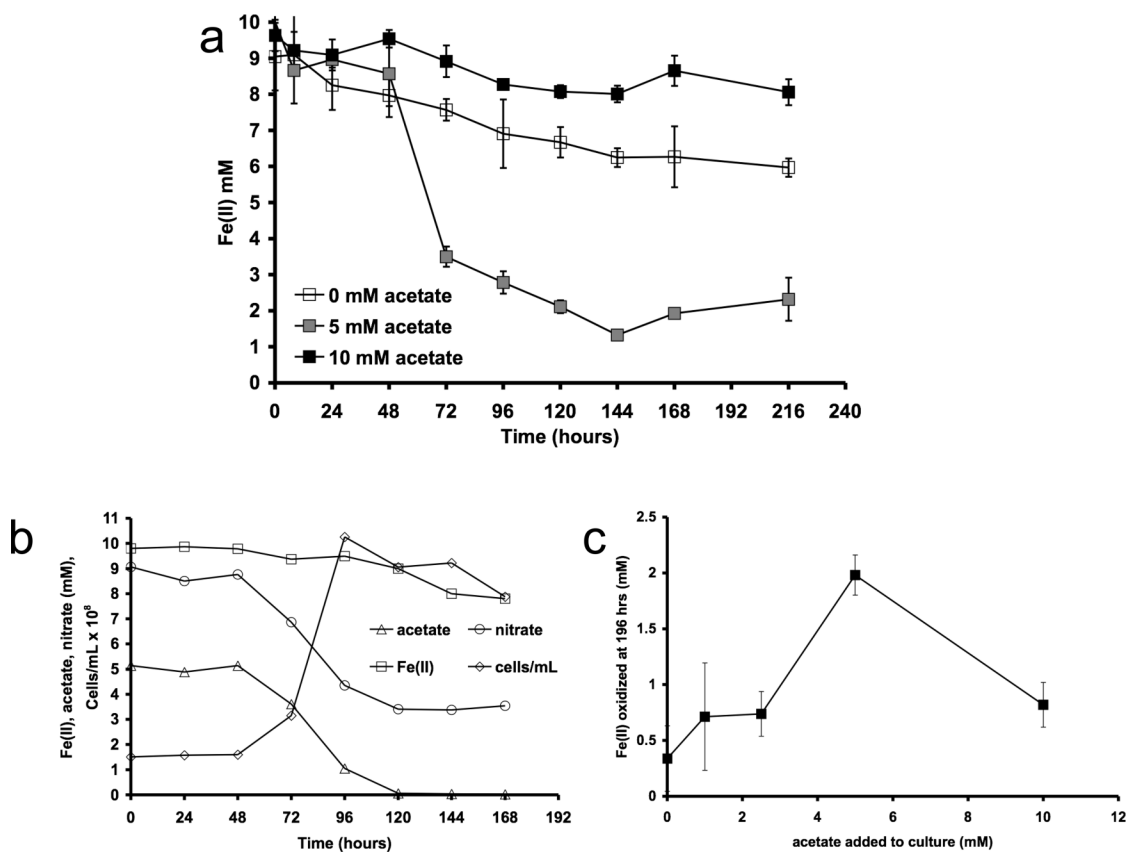 a
10
9
8
7
6
5
4
3
2
1
0
Fe(II) mM
0 mM acetate
5 mM acetate
10 mM acetate
0 24 48 72 96 120 144 168 192 216 240
Time (hours)
b
11
10
9
8
7
6
5
4
3
2
1
0
Fe(II), acetate, nitrate (mM),
Cells/mL x 10⁸
acetate nitrate
Fe(II) cells/mL
0 24 48 72 96 120 144 168 192
Time (hours)
c
2.5
2
1.5
1
0.5
0
Fe(II) oxidized at 196 hrs (mM)
0 2 4 6 8 10 12
acetate added to culture (mM)